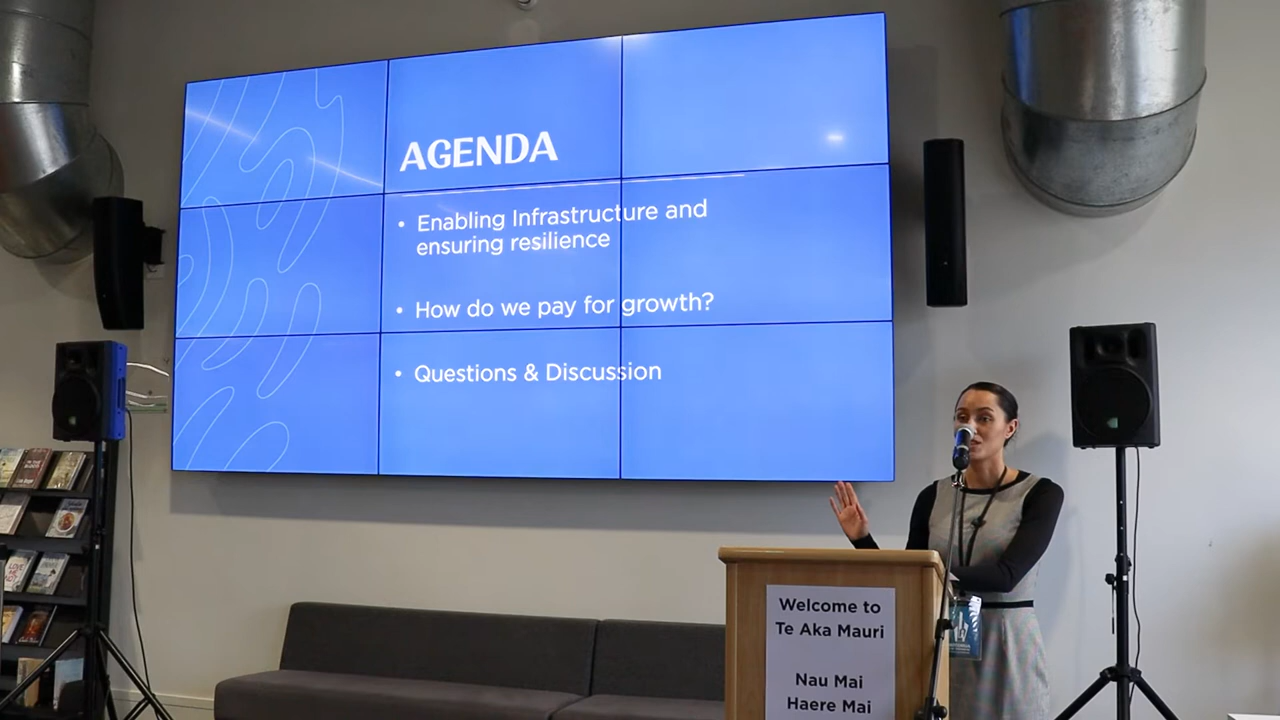 AGENDA
• Enabling Infrastructure and
ensuring resilience
• How do we pay for growth?
• Questions & Discussion
Welcome to
Te Aka Mauri
Nau Mai
Haere Mai